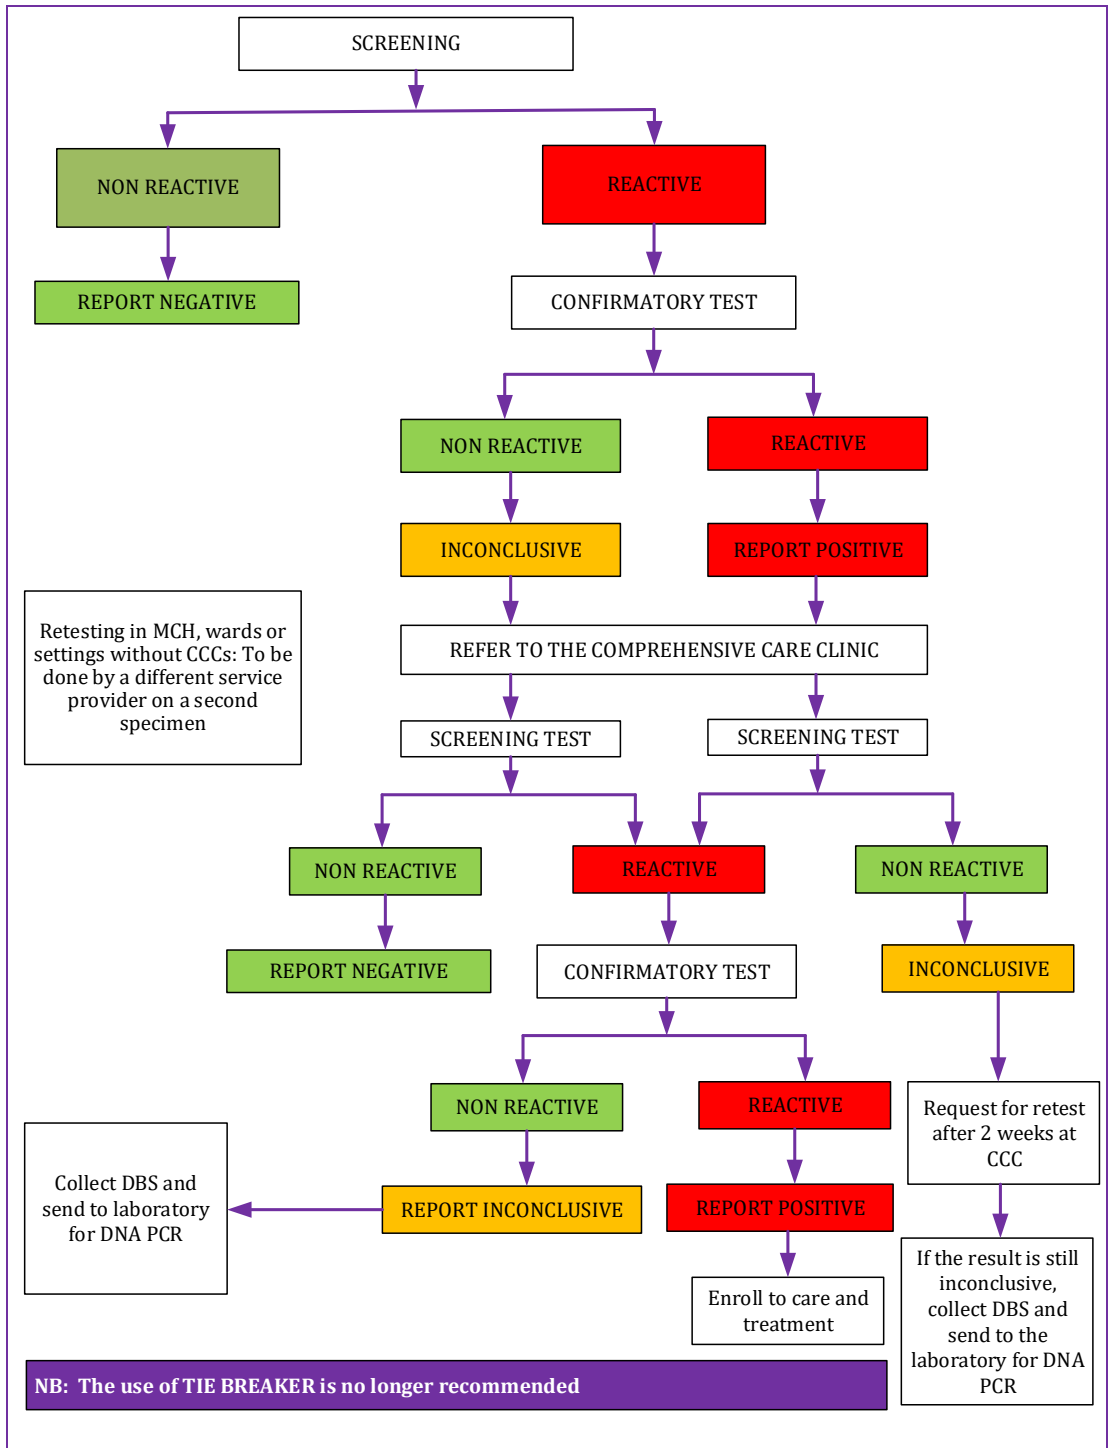 SCREENING
NON REACTIVE
REACTIVE
REPORT NEGATIVE
CONFIRMATORY TEST
NON REACTIVE
REACTIVE
INCONCLUSIVE
REPORT POSITIVE
Retesting in MCH, wards or
settings without CCCs: To be
done by a different service
provider on a second
specimen
REFER TO THE COMPREHENSIVE CARE CLINIC
SCREENING TEST
SCREENING TEST
NON REACTIVE
REACTIVE
NON REACTIVE
REPORT NEGATIVE
CONFIRMATORY TEST
INCONCLUSIVE
NON REACTIVE
REACTIVE
Request for retest
after 2 weeks at
CCC
Collect DBS and
send to laboratory
for DNA PCR
REPORT INCONCLUSIVE
REPORT POSITIVE
If the result is still
inconclusive,
collect DBS and
send to the
laboratory for DNA
PCR
Enroll to care and
treatment
NB:  The use of TIE BREAKER is no longer recommended